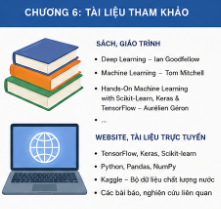 CHƯƠNG 6: TÀI LIỆU THAM KHẢO
SÁCH, GIÁO TRÌNH
• Deep Learning – Ian Goodfellow
• Machine Learning – Tom Mitchell
• Hands-On Machine Learning
with Scikit-Learn, Keras &
TensorFlow – Aurélien Géron
• ...
WEBSITE, TÀI LIỆU TRỰC TUYẾN
• TensorFlow, Keras, Scikit-learn
• Python, Pandas, NumPy
• Kaggle – Bộ dữ liệu chất lượng nước
• Các bài báo, nghiên cứu liên quan